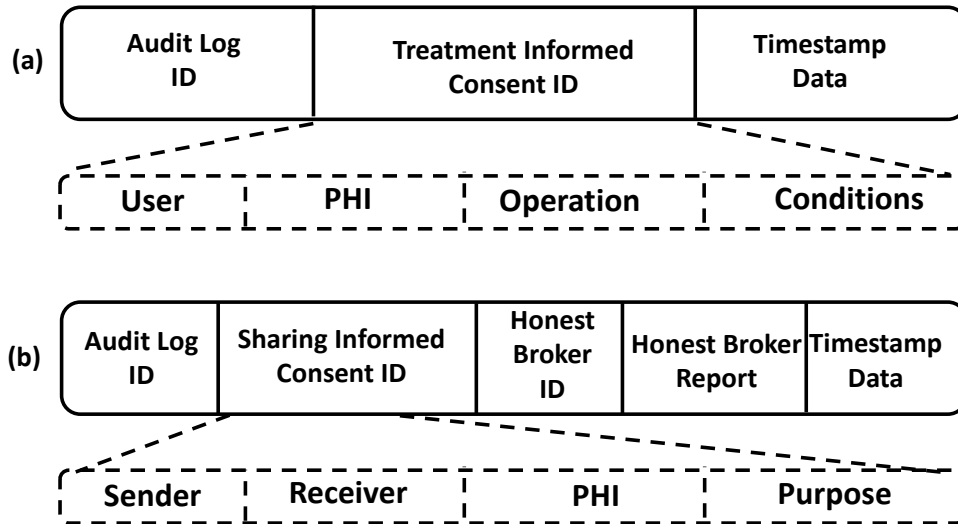 (a)
Audit Log
ID
Treatment Informed
Consent ID
Timestamp
Data
User
PHI
Operation
Conditions
(b)
Audit Log
ID
Sharing Informed
Consent ID
Honest
Broker
ID
Honest Broker
Report
Timestamp
Data
Sender
Receiver
PHI
Purpose